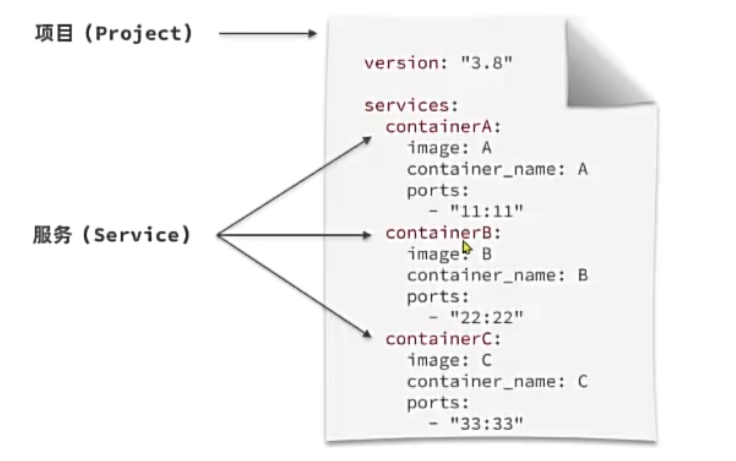 项目 (Project)
version: "3.8"
services:
containerA:
image: A
container_name: A
ports:
- "11:11"
服务 (Service)
containerB:
image: B
container_name: B
ports:
- "22:22"
containerC:
image: C
container_name: C
ports:
- "33:33"